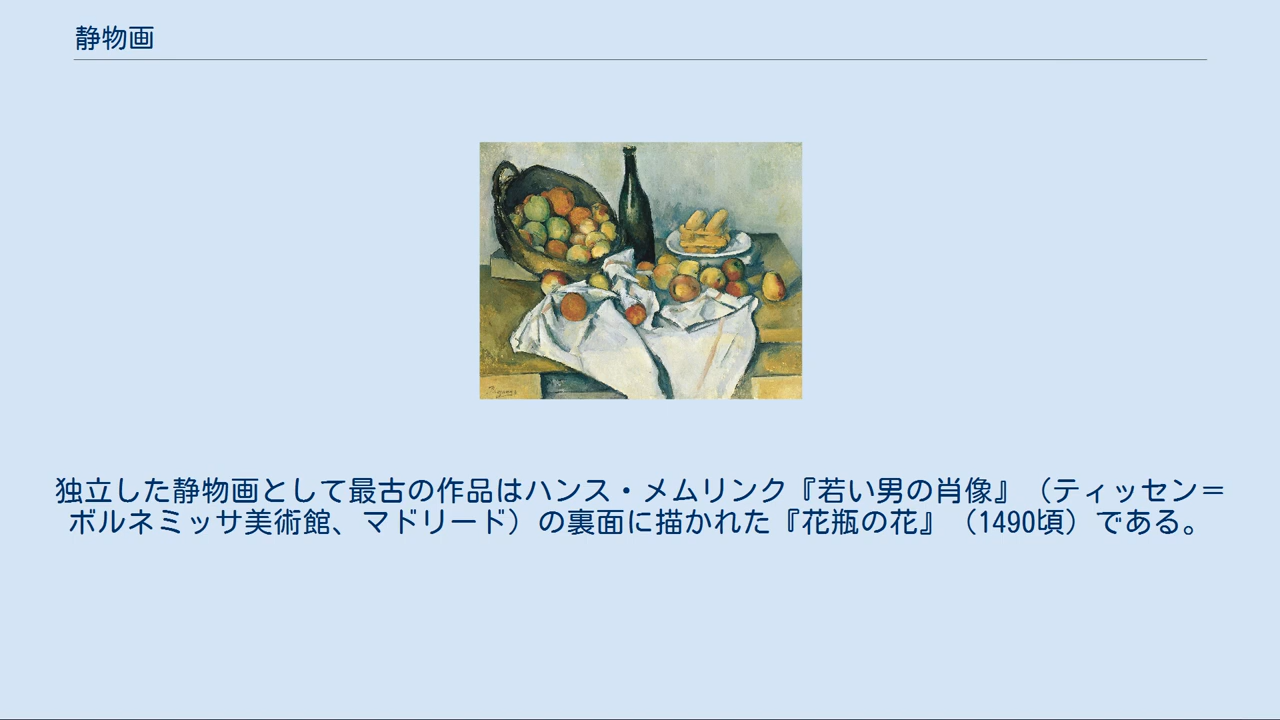 静物画
独立した静物画として最古の作品はハンス・メムリンク『若い男の肖像』（ティッセン＝
ボルネミッサ美術館、マドリード）の裏面に描かれた『花瓶の花』（1490頃）である。